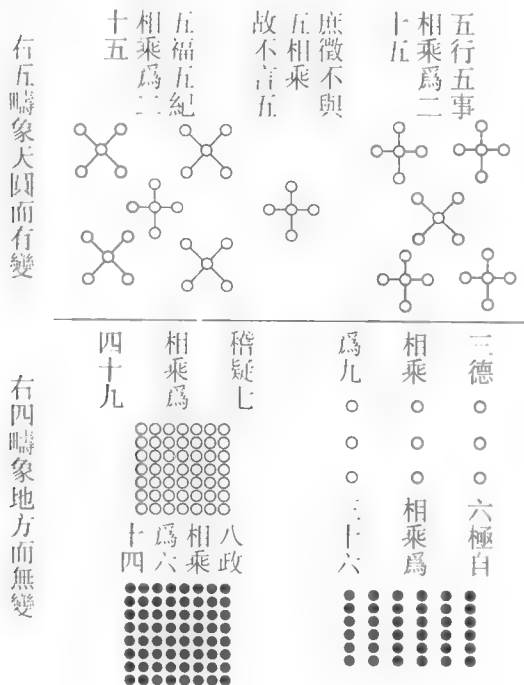 五行五事
相乘爲二
十五
庶徵不與
五相乘
故不言五
五福五紀
相乘爲二
十五
右五疇象天圓而有變
三德
相乘
爲九
六極自
相乘爲
三十六
稽疑七
相乘爲
四十九
八政
相乘
爲六
十四
右四疇象地方而無變